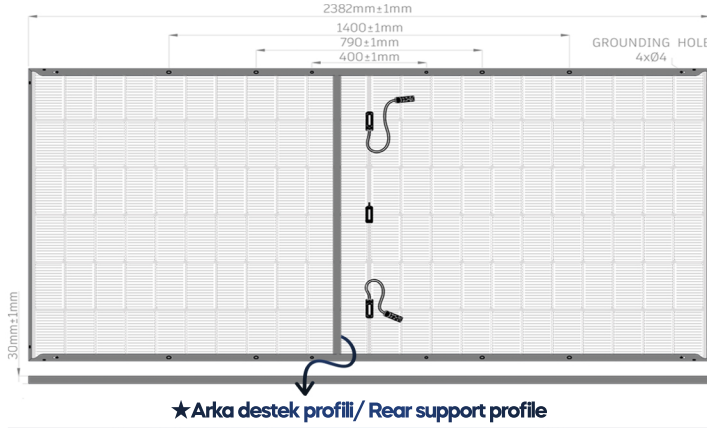 2382mm±1mm
1400±1mm
790±1mm
400±1mm
GROUNDING HOLE
4xØ4
30mm±1mm
★Arka destek profili/ Rear support profile